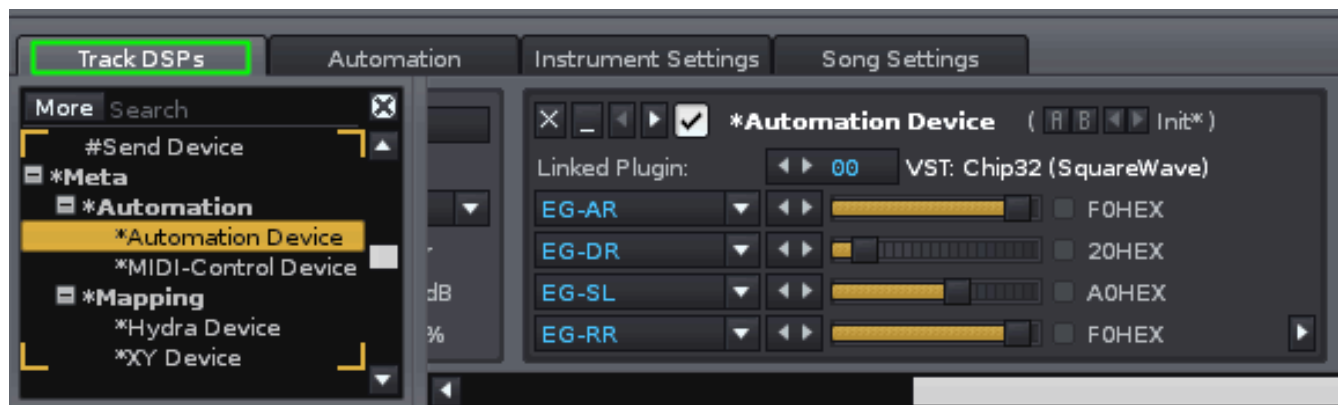 Track DSPs
Automation
Instrument Settings
Song Settings
More Search
#Send Device
*Meta
*Automation
*Automation Device
*MIDI-Control Device
*Mapping
*Hydra Device
*XY Device
dB
%
*Automation Device ( A B Init* )
Linked Plugin: 00 VST: Chip32 (SquareWave)
EG-AR F0HEX
EG-DR 20HEX
EG-SL A0HEX
EG-RR F0HEX